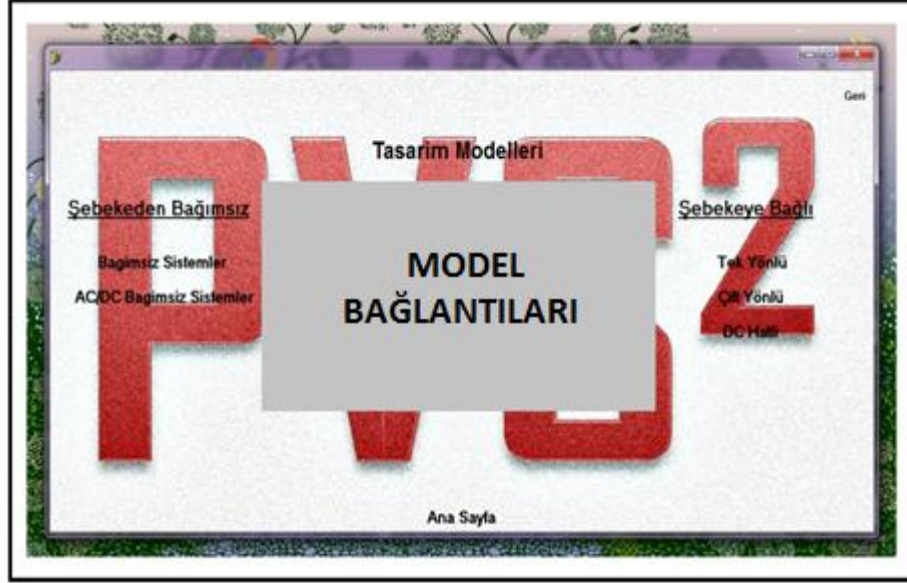 Geri
Tasarim Modelleri
Şebekeden Bağımsız
Şebekeye Bağlı
Bagimsiz Sistemler
Tek Yönlü
AC/DC Bagimsiz Sistemler
Çift Yönlü
DC Hatli
MODEL
BAĞLANTILARI
Ana Sayfa